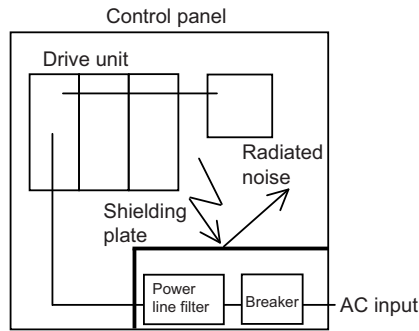 Control panel
Drive unit
Radiated
noise
Shielding
plate
Power
line filter
Breaker
AC input